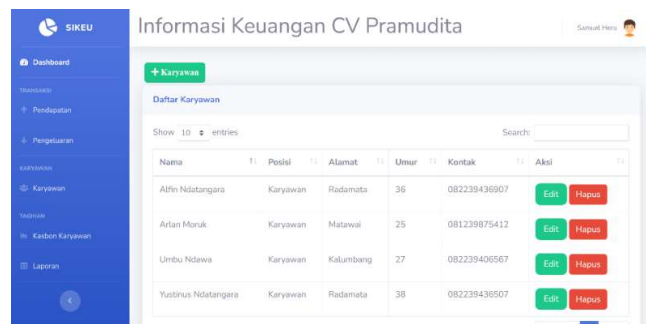 SIKEU
Informasi Keuangan CV Pramudita
Samuel Heru
Dashboard
+ Karyawan
Daftar Karyawan
TRANSAKSI
Pendapatan
Pengeluaran
Show 10 entries
Search:
KARYAWAN
Karyawan
TAGIHAN
Kasbon Karyawan
Laporan
Nama Posisi Alamat Umur Kontak Aksi
Alfin Ndatangara Karyawan Radamata 36 082239436907 Edit Hapus
Arlan Moruk Karyawan Matawai 25 081239875412 Edit Hapus
Umbu Ndawa Karyawan Kalumbang 27 082239406567 Edit Hapus
Yustinus Ndatangara Karyawan Radamata 38 082239436507 Edit Hapus